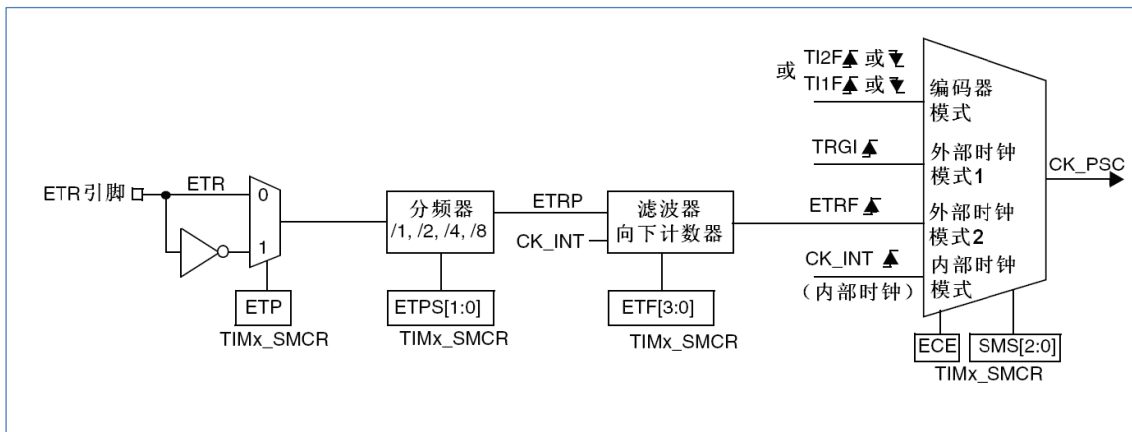 或 TI2F 或
TI1F 或
编码器
模式
TRGI
外部时钟
模式1
CK_PSC
ETR引脚
ETR
0
1
分频器
/1, /2, /4, /8
ETRP
CK_INT
滤波器
向下计数器
ETRF
外部时钟
模式2
CK_INT
（内部时钟）
内部时钟
模式
ETP
TIMx_SMCR
ETPS[1:0]
TIMx_SMCR
ETF[3:0]
TIMx_SMCR
ECE
SMS[2:0]
TIMx_SMCR